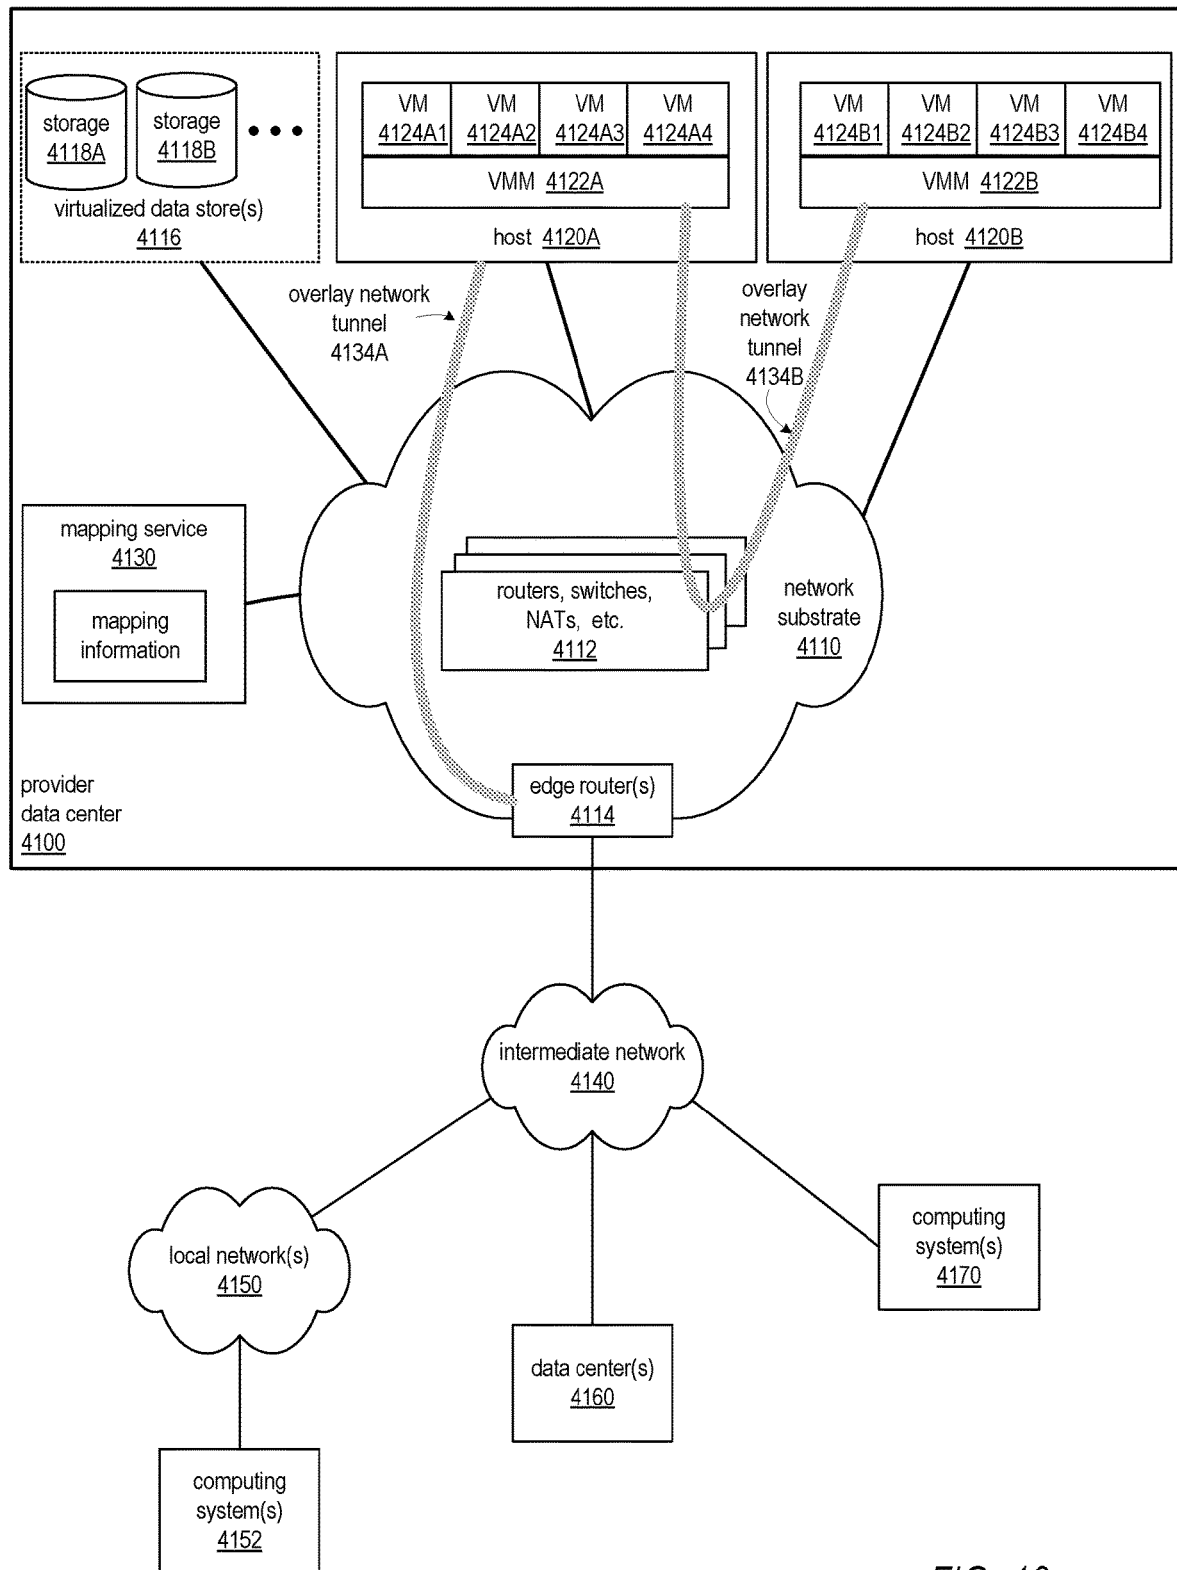 storage
4118A
storage
4118B
virtualized data store(s)
4116
VM
4124A1
VM
4124A2
VM
4124A3
VM
4124A4
VMM 4122A
host 4120A
VM
4124B1
VM
4124B2
VM
4124B3
VM
4124B4
VMM 4122B
host 4120B
overlay network
tunnel
4134A
overlay
network
tunnel
4134B
mapping service
4130
mapping
information
routers, switches,
NATs, etc.
4112
network
substrate
4110
edge router(s)
4114
provider
data center
4100
intermediate network
4140
local network(s)
4150
computing
system(s)
4170
data center(s)
4160
computing
system(s)
4152